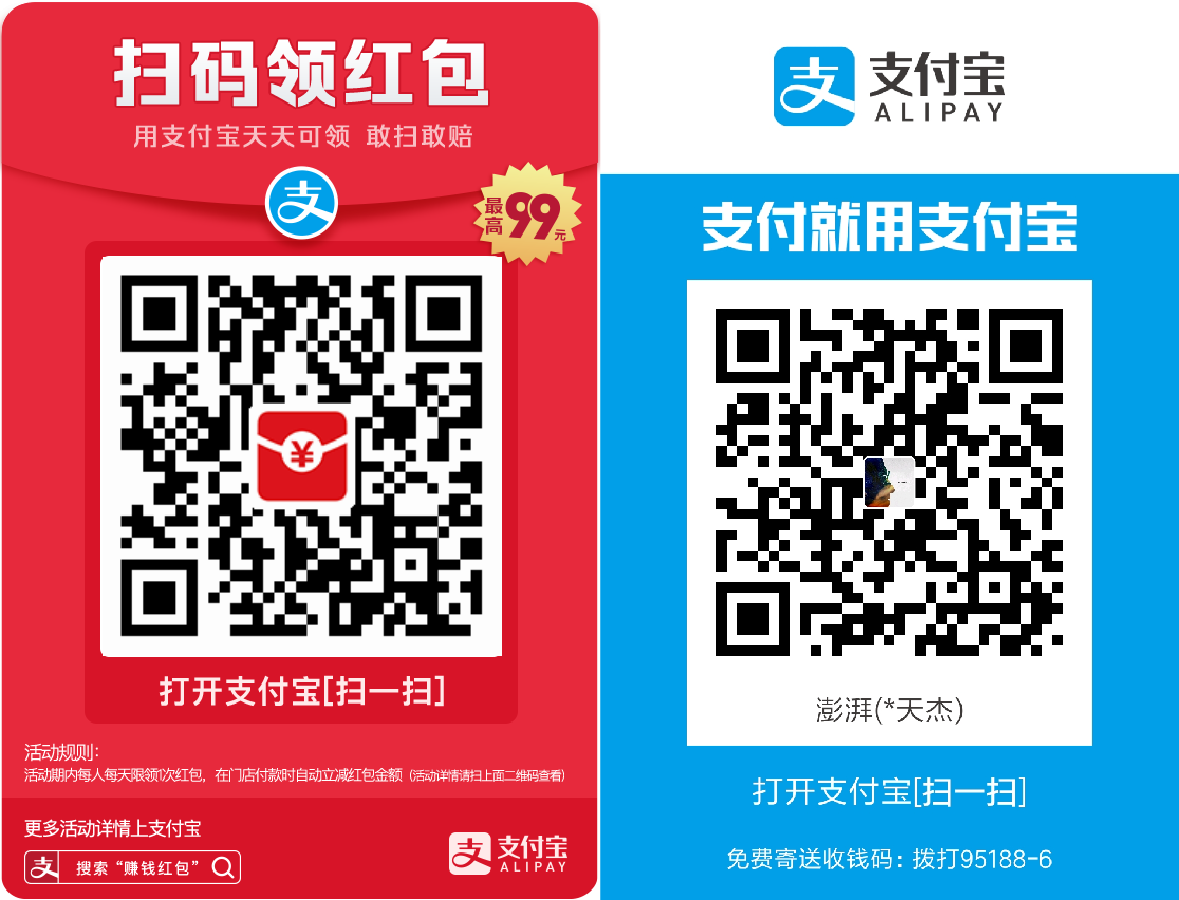 扫码领红包
用支付宝天天可领 敢扫敢赔
支
最高99元
¥
打开支付宝[扫一扫]
活动规则：
活动期内每人每天限领1次红包，在门店付款时自动立减红包金额（活动详情请扫上面二维码查看）
更多活动详情上支付宝
支 搜索“赚钱红包”
支 支付宝
ALIPAY
支 支付宝
ALIPAY
支付就用支付宝
澎湃(*天杰)
打开支付宝[扫一扫]
免费寄送收钱码：拨打95188-6